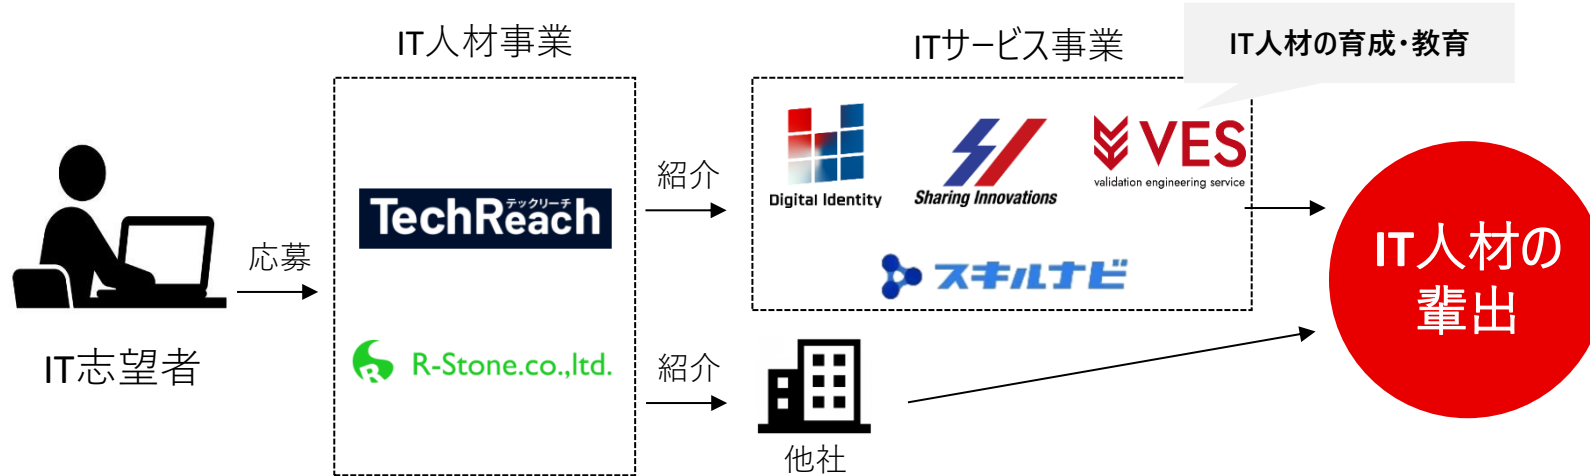 IT人材事業
ITサービス事業
IT人材の育成・教育
Digital Identity
Sharing Innovations
VES
validation engineering service
紹介
テックリーチ
TechReach
応募
スキルナビ
IT人材の
輩出
IT志望者
R
R-Stone.co.,ltd.
紹介
他社